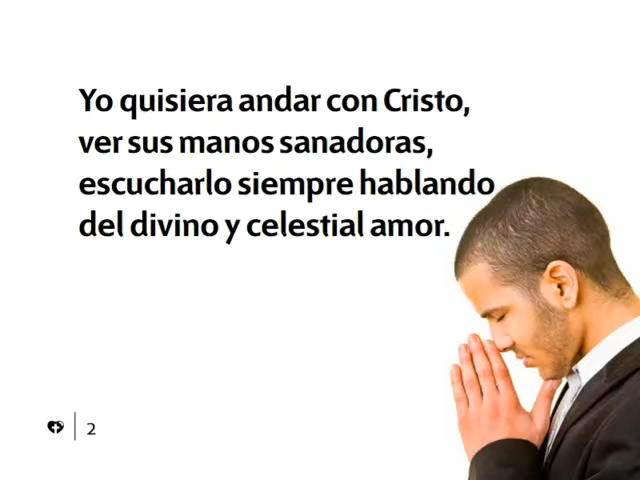 Yo quisiera andar con Cristo,
ver sus manos sanadoras,
escucharlo siempre hablando
del divino y celestial amor.
2